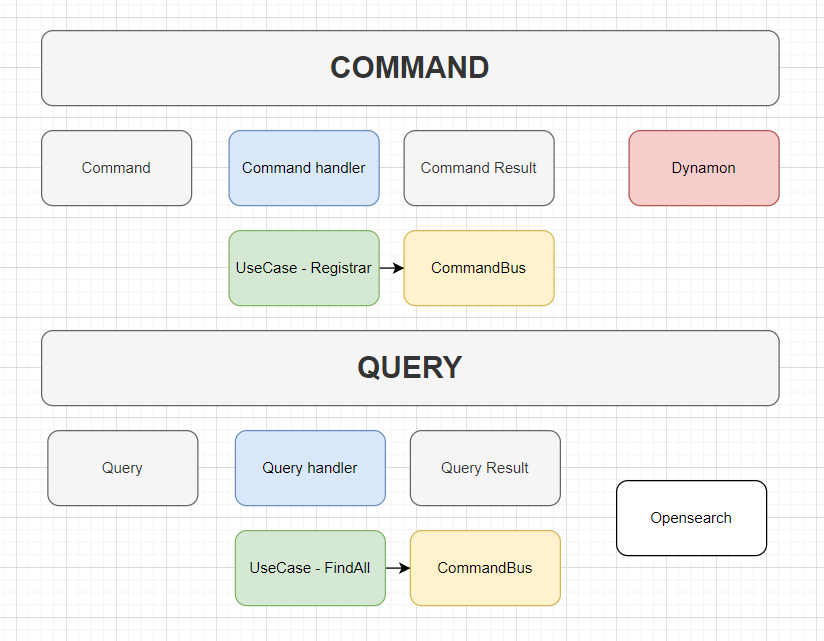 COMMAND
Command
Command handler
Command Result
Dynamon
UseCase - Registrar
CommandBus
QUERY
Query
Query handler
Query Result
Opensearch
UseCase - FindAll
CommandBus